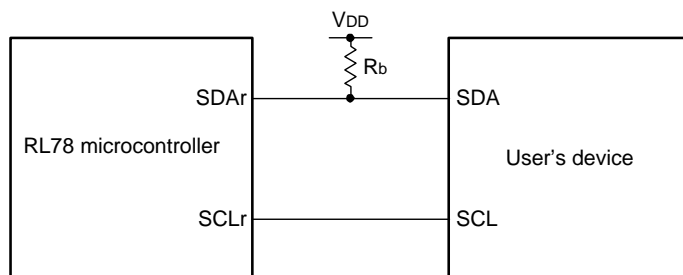 VDD
Rb
SDAr
SDA
RL78 microcontroller
User's device
SCLr
SCL